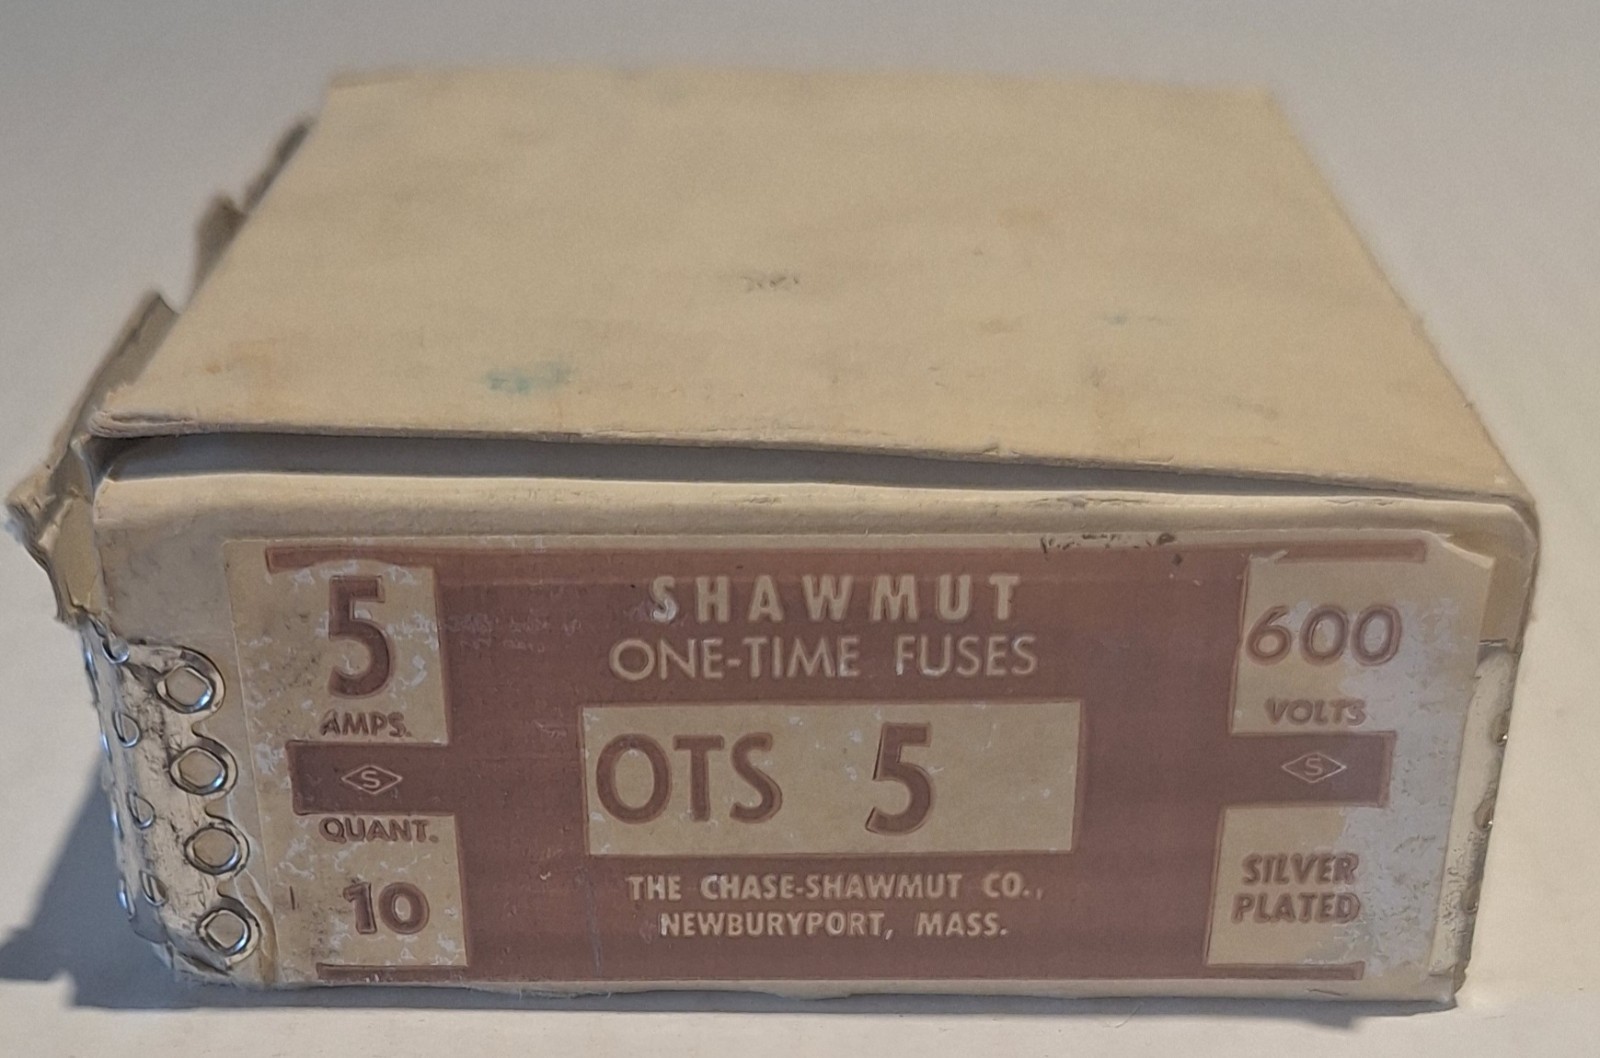 5
AMPS.
S
QUANT.
10
SHAWMUT
ONE-TIME FUSES
OTS 5
THE CHASE-SHAWMUT CO.,
NEWBURYPORT, MASS.
600
VOLTS
S
SILVER
PLATED